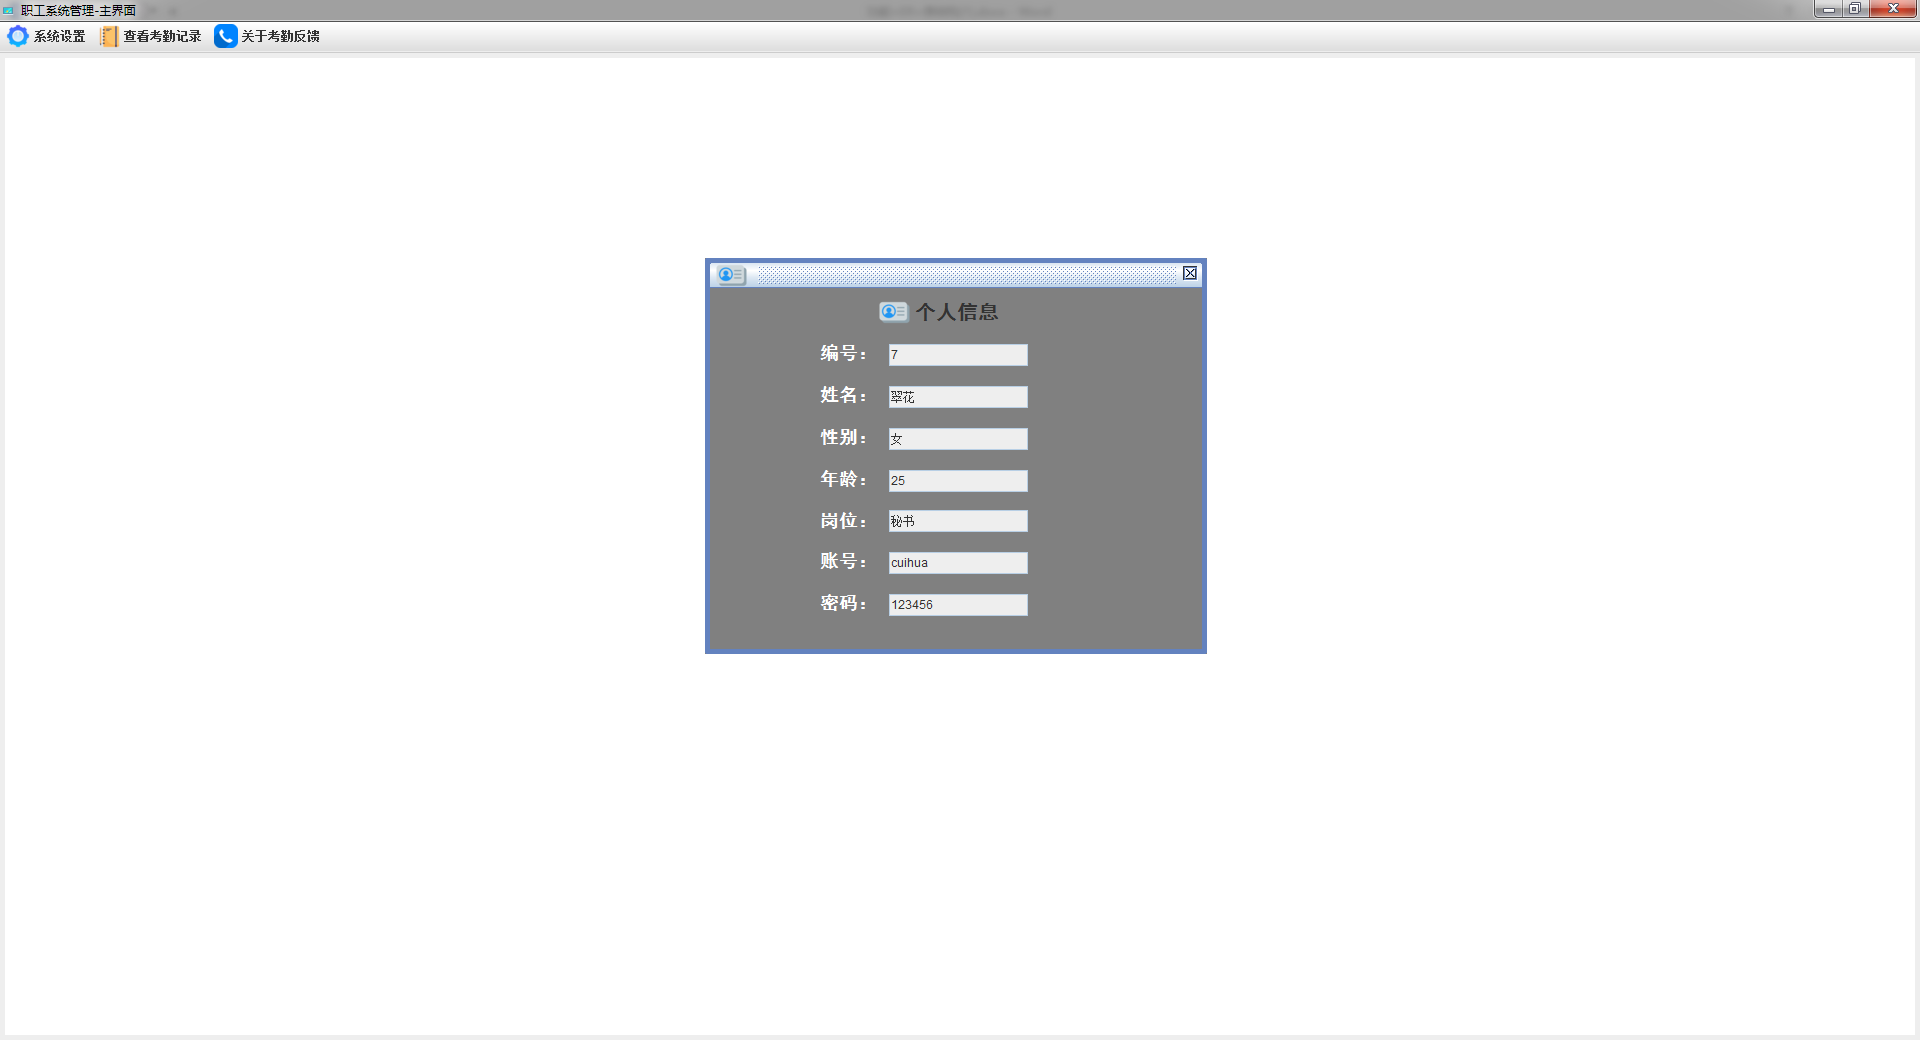 职工系统管理-主界面
系统设置 查看考勤记录 关于考勤反馈
个人信息
编号： 7
姓名： 翠花
性别： 女
年龄： 25
岗位： 秘书
账号： cuihua
密码： 123456